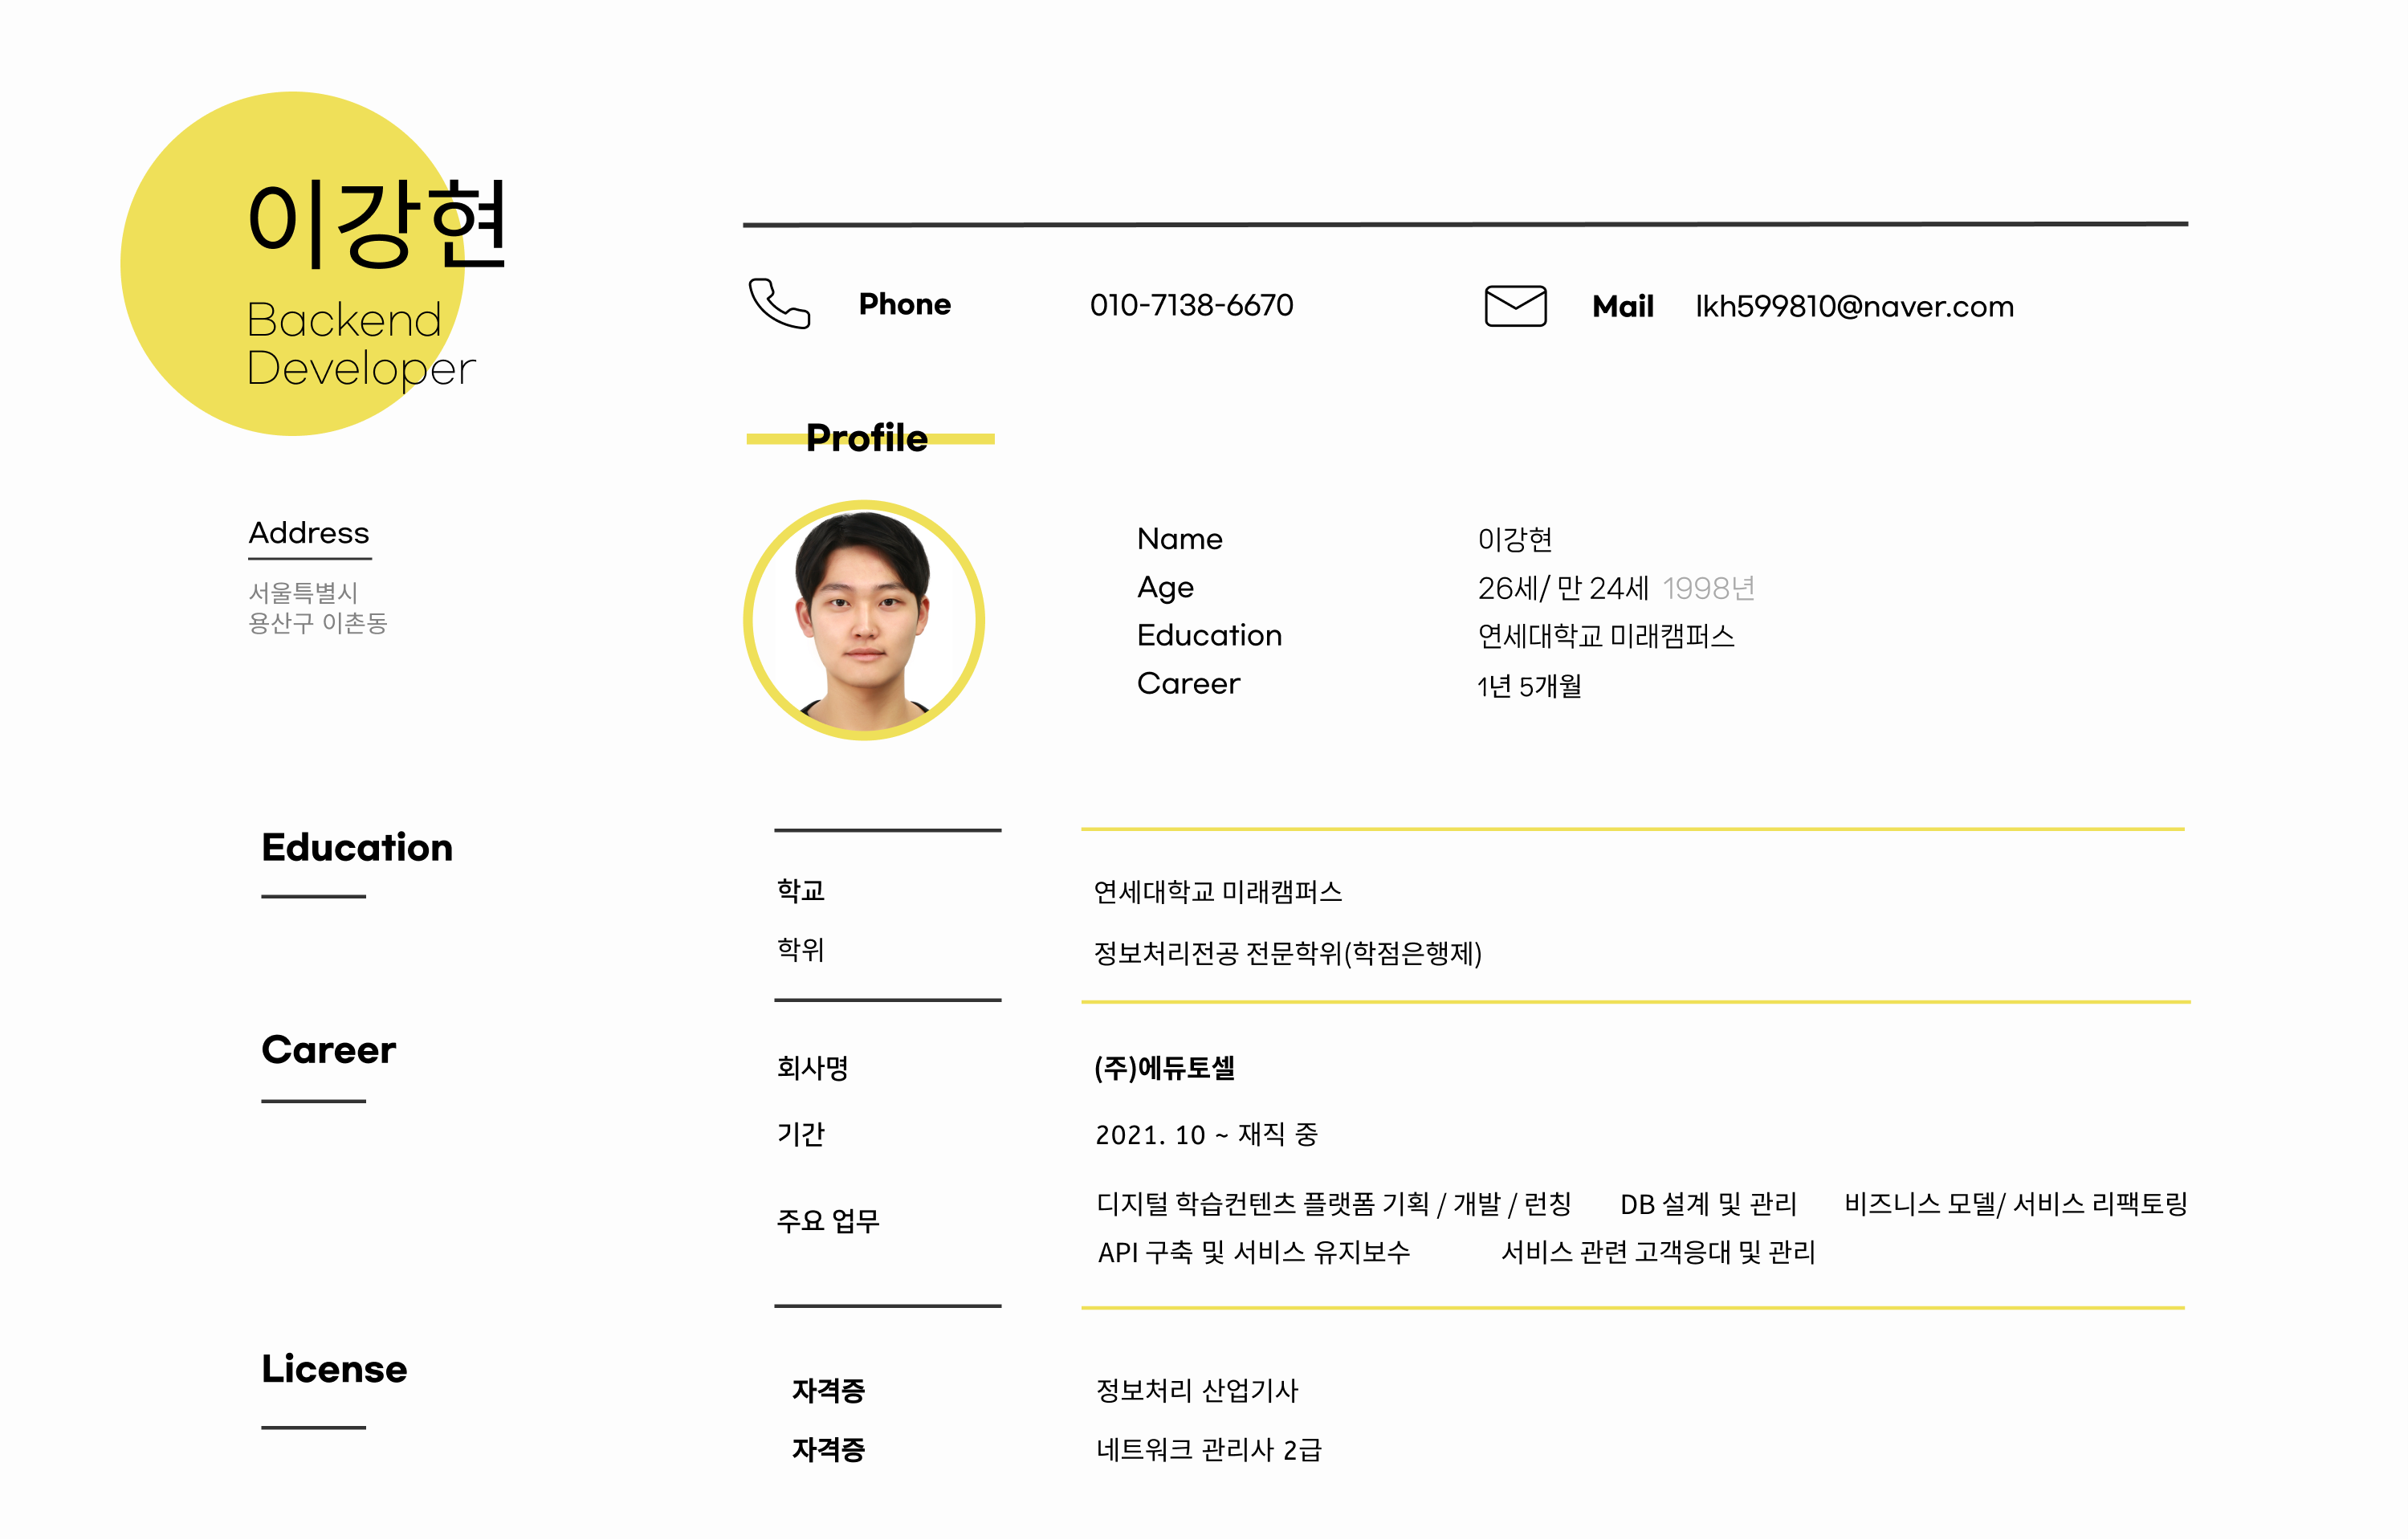 이강현
Backend
Developer
Phone 010-7138-6670 Mail lkh599810@naver.com
Profile
Address
서울특별시
용산구 이촌동
Name 이강현
Age 26세/ 만 24세 1998년
Education 연세대학교 미래캠퍼스
Career 1년 5개월
Education
학교 연세대학교 미래캠퍼스
학위 정보처리전공 전문학위(학점은행제)
Career
회사명 (주)에듀토셀
기간 2021. 10 ~ 재직 중
주요 업무
디지털 학습컨텐츠 플랫폼 기획 / 개발 / 런칭 DB 설계 및 관리 비즈니스 모델/ 서비스 리팩토링
API 구축 및 서비스 유지보수 서비스 관련 고객응대 및 관리
License
자격증 정보처리 산업기사
자격증 네트워크 관리사 2급